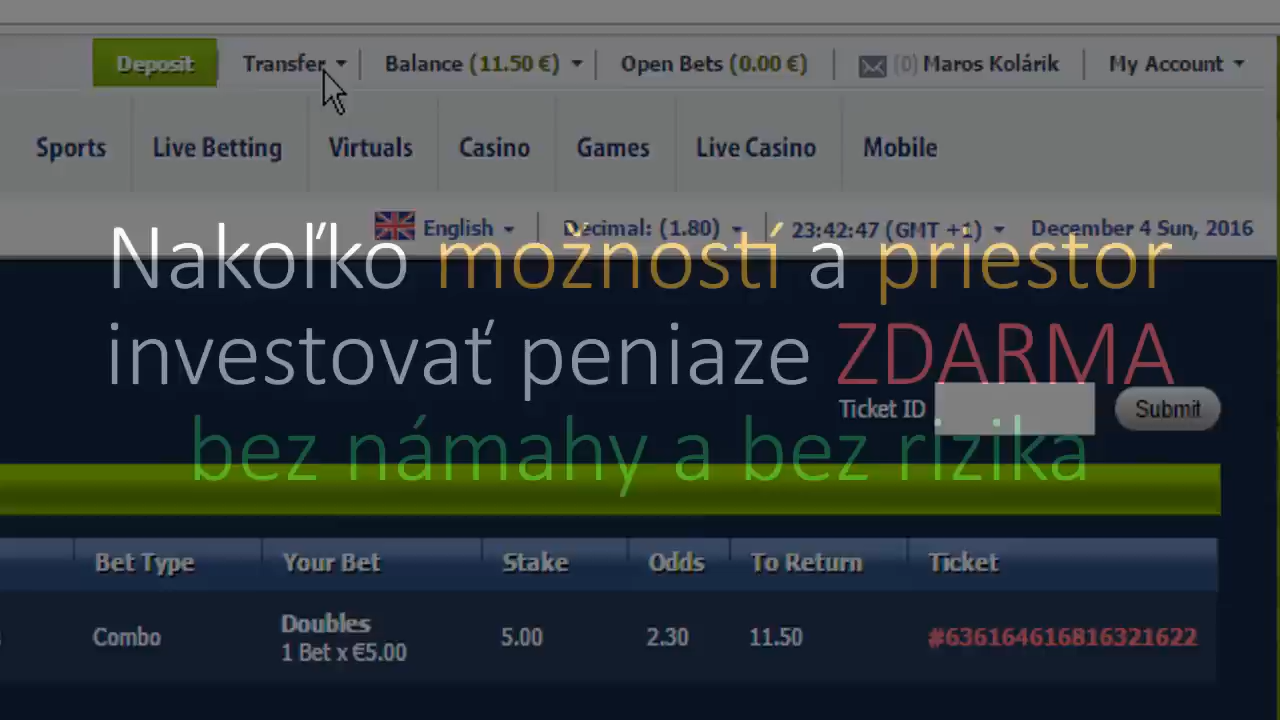 Deposit Transfer Balance (11.50 €) Open Bets (0.00 €) (0) Maros Kolárik My Account
Sports Live Betting Virtuals Casino Games Live Casino Mobile
English Decimal: (1.80) 23:42:47 (GMT +1) December 4 Sun, 2016
Nakoľko možností a priestor
investovať peniaze ZDARMA
Ticket ID Submit
bez námahy a bez rizika
Bet Type Your Bet Stake Odds To Return Ticket
Combo Doubles 5.00 2.30 11.50 #636164616816321622
1 Bet x €5.00